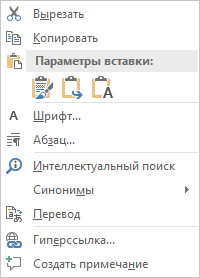 Вырезать
Копировать
Параметры вставки:
A
A Шрифт...
Абзац...
Интеллектуальный поиск
Синонимы
Перевод
Гиперссылка...
Создать примечание